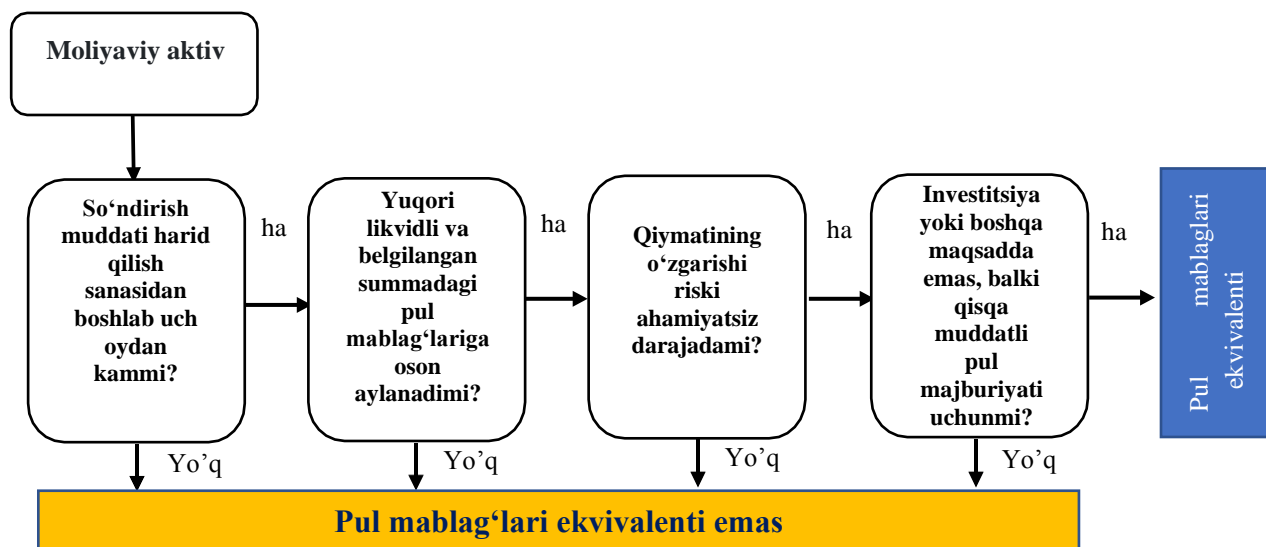 Moliyaviy aktiv
So‘ndirish
muddati harid
qilish
sanasidan
boshlab uch
oydan
kammi?
ha
Yuqori
likvidli va
belgilangan
summadagi
pul
mablag‘lariga
oson
aylanadimi?
ha
Qiymatining
o‘zgarishi
riski
ahamiyatsiz
darajadami?
ha
Investitsiya
yoki boshqa
maqsadda
emas, balki
qisqa
muddatli
pul
majburiyati
uchunmi?
ha
Pul mablaglari
ekvivalenti
Yo’q
Yo’q
Yo’q
Yo’q
Pul mablag‘lari ekvivalenti emas